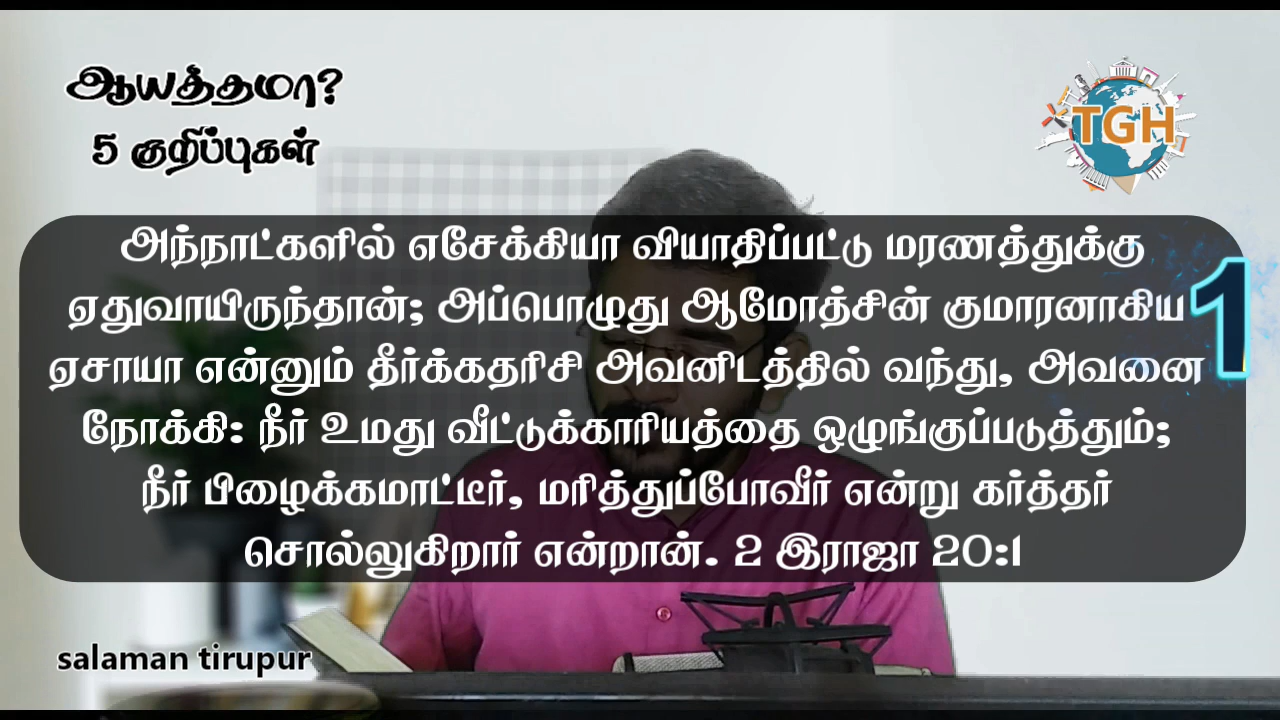 ஆயத்தமா?
5 குறிப்புகள்
TGH
அந்நாட்களில் எசேக்கியா வியாதிப்பட்டு மரணத்துக்கு
ஏதுவாயிருந்தான்; அப்பொழுது ஆமோத்சின் குமாரனாகிய
1
ஏசாயா என்னும் தீர்க்கதரிசி அவனிடத்தில் வந்து, அவனை
நோக்கி: நீர் உமது வீட்டுக்காரியத்தை ஒழுங்குப்படுத்தும்;
நீர் பிழைக்கமாட்டீர், மரித்துப்போவீர் என்று கர்த்தர்
சொல்லுகிறார் என்றான். 2 இராஜா 20:1
salaman tirupur